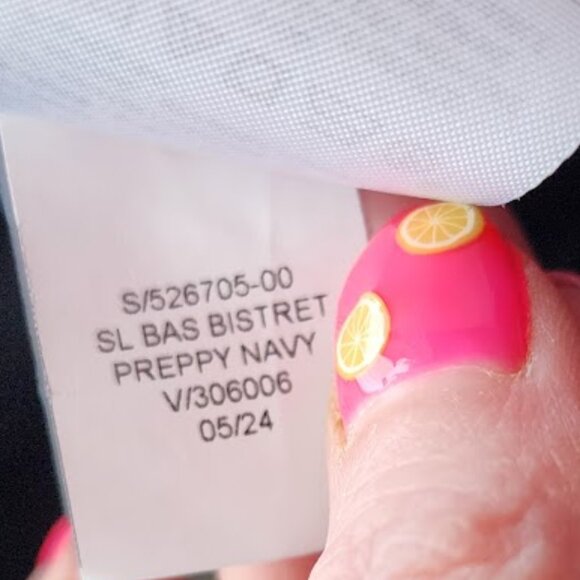 S/526705-00
SL BAS BISTRET
PREPPY NAVY
V/306006
05/24